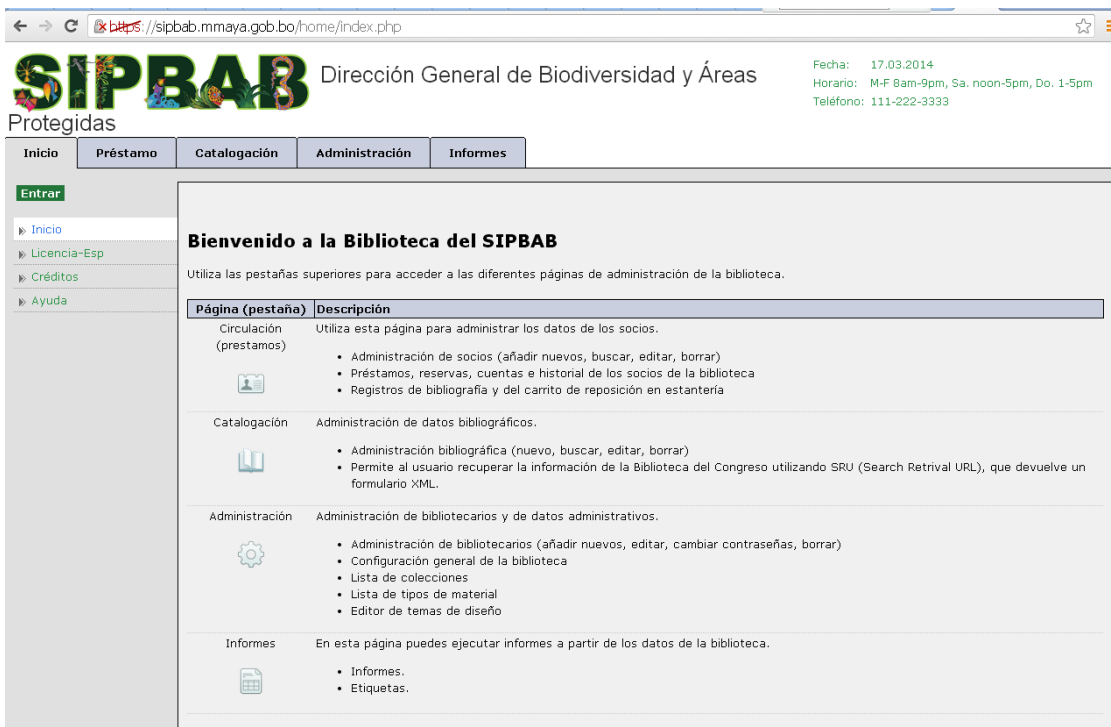 https://sipbab.mmaya.gob.bo/home/index.php
SIPBAB Dirección General de Biodiversidad y Áreas
Protegidas
Fecha: 17.03.2014
Horario: M-F 8am-9pm, Sa. noon-5pm, Do. 1-5pm
Teléfono: 111-222-3333
Inicio Préstamo Catalogación Administración Informes
Entrar
Inicio
Licencia-Esp
Créditos
Ayuda
Bienvenido a la Biblioteca del SIPBAB
Utiliza las pestañas superiores para acceder a las diferentes páginas de administración de la biblioteca.
Página (pestaña) Descripción
Circulación
(prestamos)
Utiliza esta página para administrar los datos de los socios.
• Administración de socios (añadir nuevos, buscar, editar, borrar)
• Préstamos, reservas, cuentas e historial de los socios de la biblioteca
• Registros de bibliografía y del carrito de reposición en estantería
Catalogacíón Administración de datos bibliográficos.
• Administración bibliográfica (nuevo, buscar, editar, borrar)
• Permite al usuario recuperar la información de la Biblioteca del Congreso utilizando SRU (Search Retrival URL), que devuelve un
formulario XML.
Administración Administración de bibliotecarios y de datos administrativos.
• Administración de bibliotecarios (añadir nuevos, editar, cambiar contraseñas, borrar)
• Configuración general de la biblioteca
• Lista de colecciones
• Lista de tipos de material
• Editor de temas de diseño
Informes En esta página puedes ejecutar informes a partir de los datos de la biblioteca.
• Informes.
• Etiquetas.